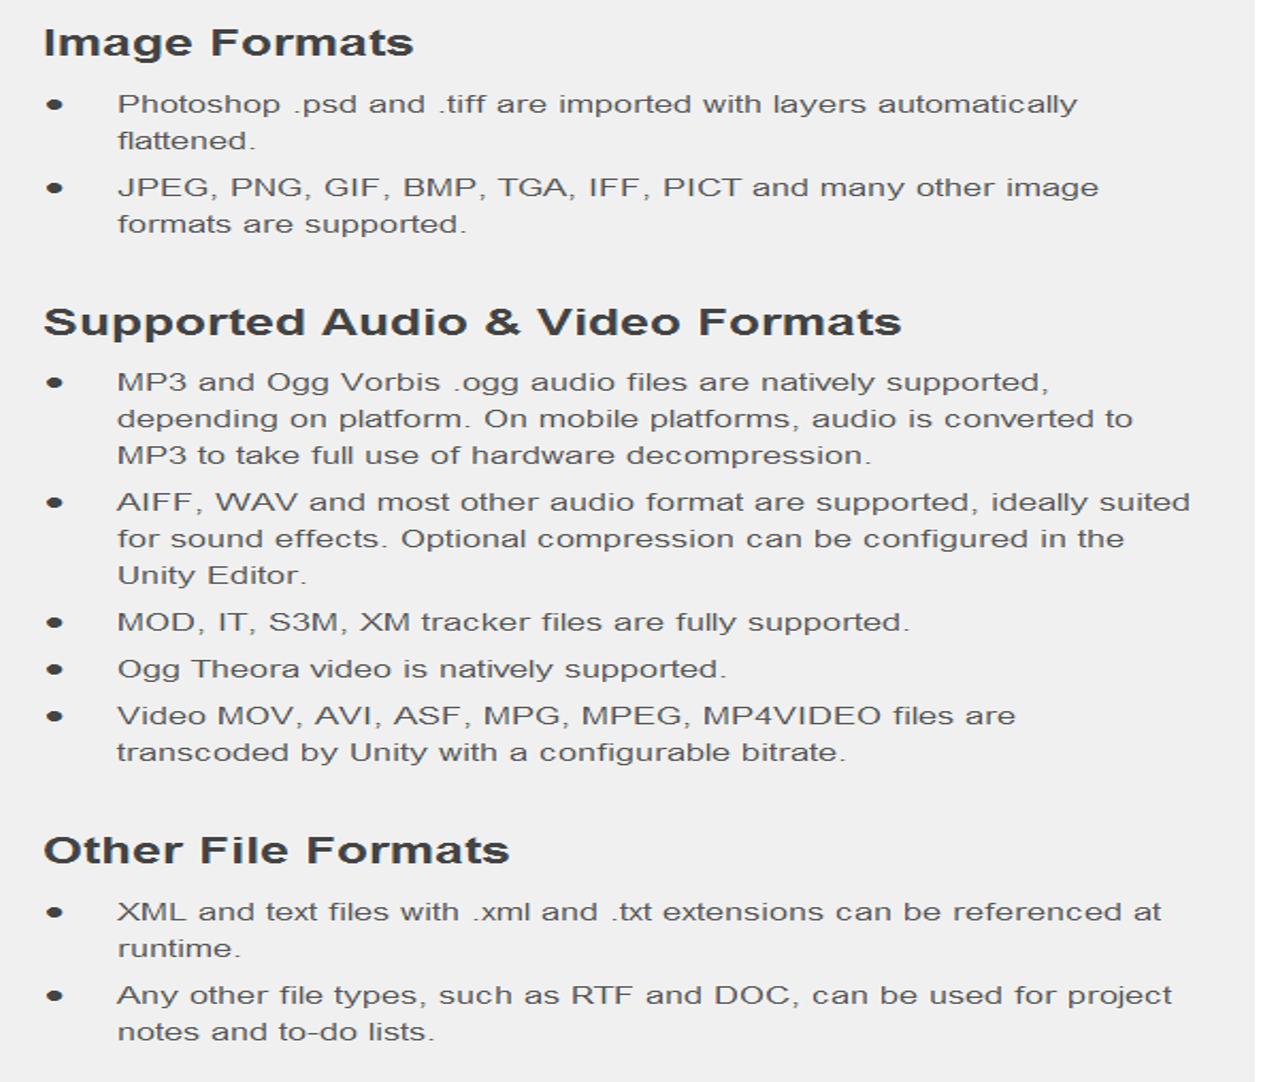 Image Formats
● Photoshop .psd and .tiff are imported with layers automatically
flattened.
● JPEG, PNG, GIF, BMP, TGA, IFF, PICT and many other image
formats are supported.
Supported Audio & Video Formats
● MP3 and Ogg Vorbis .ogg audio files are natively supported,
depending on platform. On mobile platforms, audio is converted to
MP3 to take full use of hardware decompression.
● AIFF, WAV and most other audio format are supported, ideally suited
for sound effects. Optional compression can be configured in the
Unity Editor.
● MOD, IT, S3M, XM tracker files are fully supported.
● Ogg Theora video is natively supported.
● Video MOV, AVI, ASF, MPG, MPEG, MP4VIDEO files are
transcoded by Unity with a configurable bitrate.
Other File Formats
● XML and text files with .xml and .txt extensions can be referenced at
runtime.
● Any other file types, such as RTF and DOC, can be used for project
notes and to-do lists.